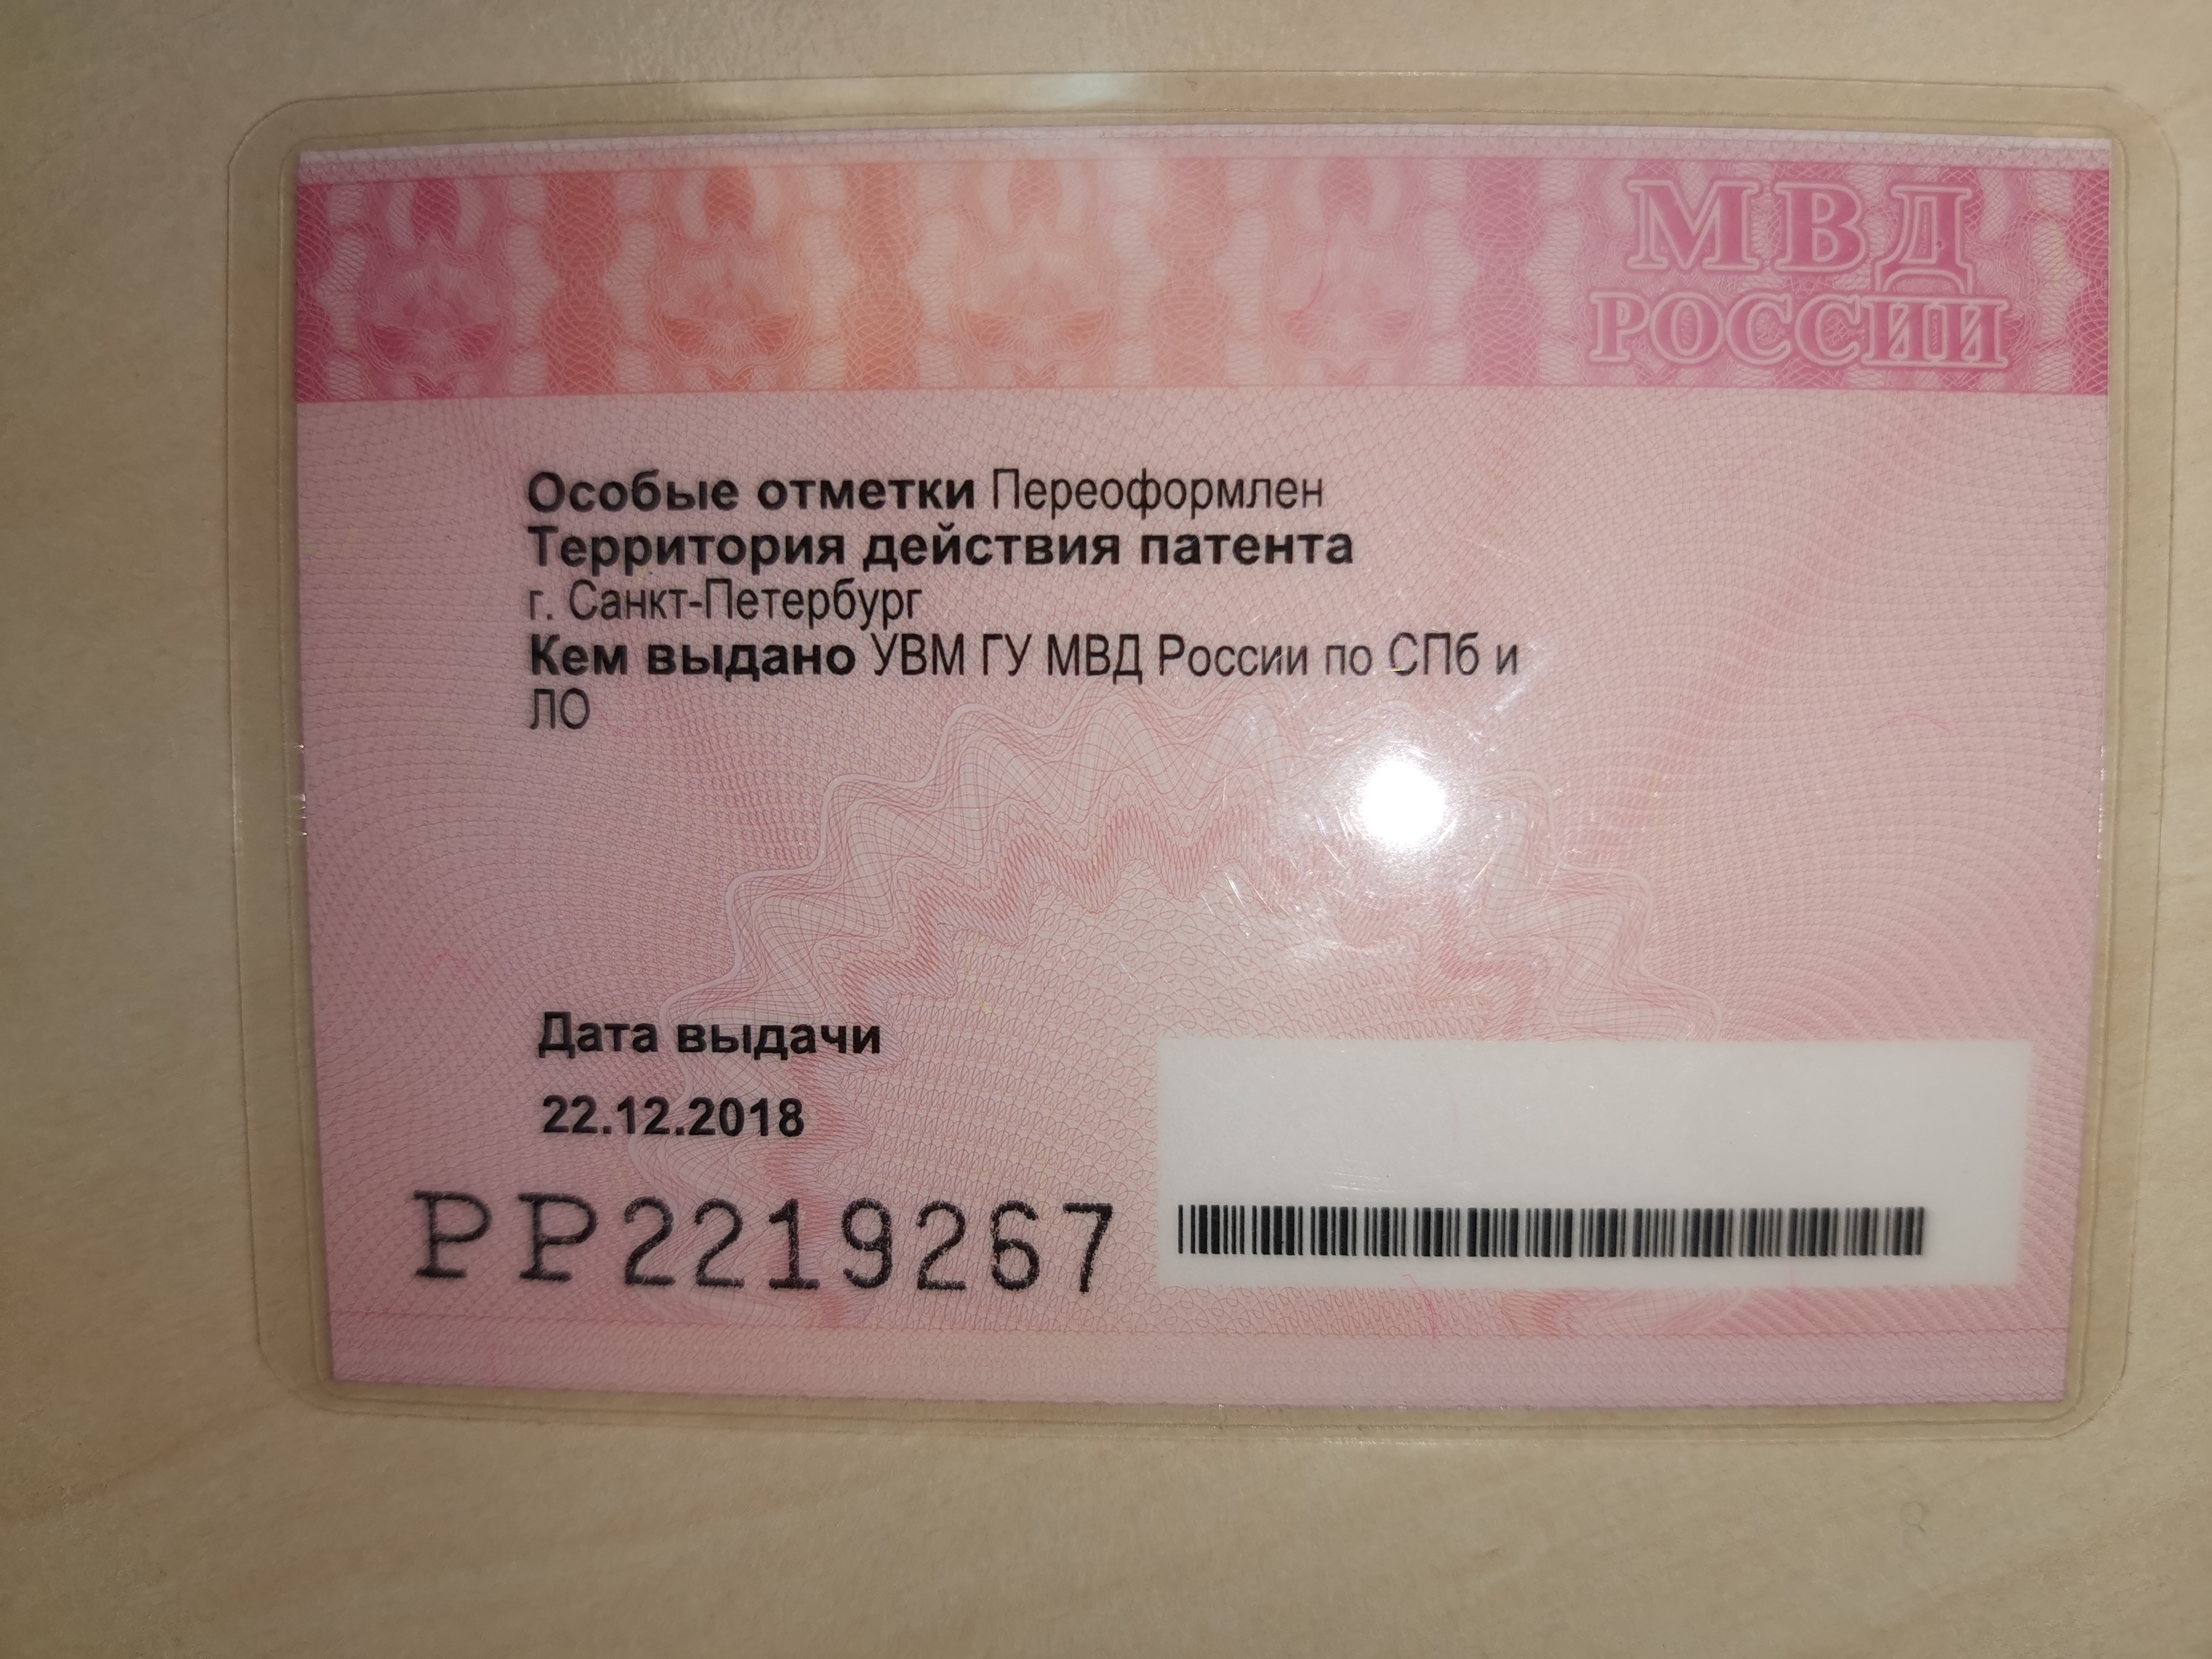 МВД
РОССИИ
Особые отметки Переоформлен
Территория действия патента
г. Санкт-Петербург
Кем выдано УВМ ГУ МВД России по СПб и
ЛО
Дата выдачи
22.12.2018
РР2219267